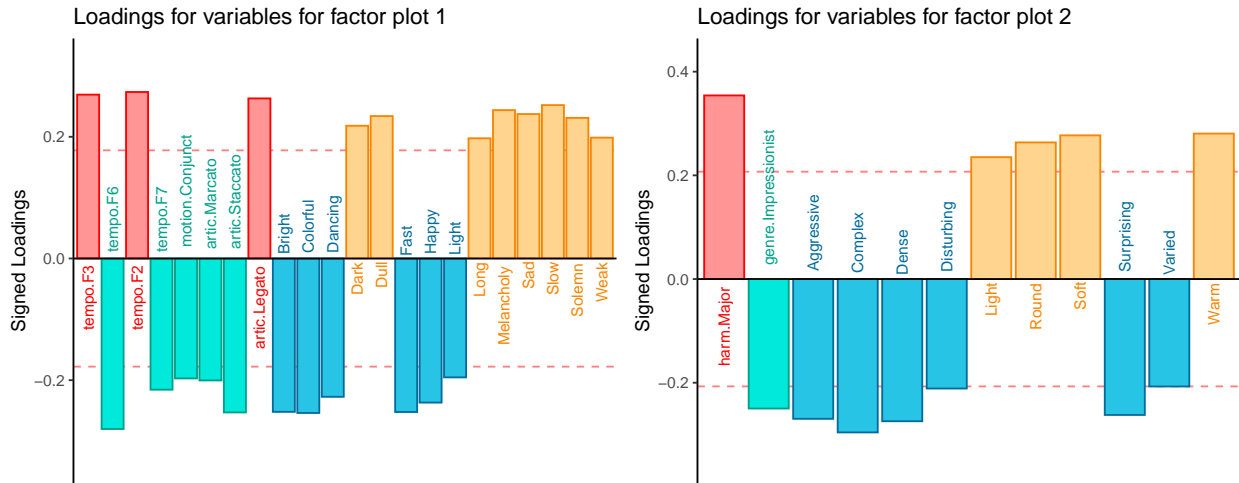 Loadings for variables for factor plot 1
Signed Loadings
0.2
0.0
−0.2
tempo.F3
tempo.F6
tempo.F2
tempo.F7
motion.Conjunct
artic.Marcato
artic.Staccato
artic.Legato
Bright
Colorful
Dancing
Dark
Dull
Fast
Happy
Light
Long
Melancholy
Sad
Slow
Solemn
Weak
Loadings for variables for factor plot 2
Signed Loadings
0.4
0.2
0.0
−0.2
harm.Major
genre.Impressionist
Aggressive
Complex
Dense
Disturbing
Light
Round
Soft
Surprising
Varied
Warm